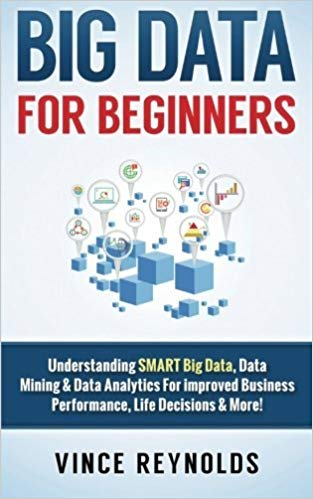 BIG DATA
FOR BEGINNERS
Understanding SMART Big Data, Data
Mining & Data Analytics For improved Business
Performance, Life Decisions & More!
VINCE REYNOLDS